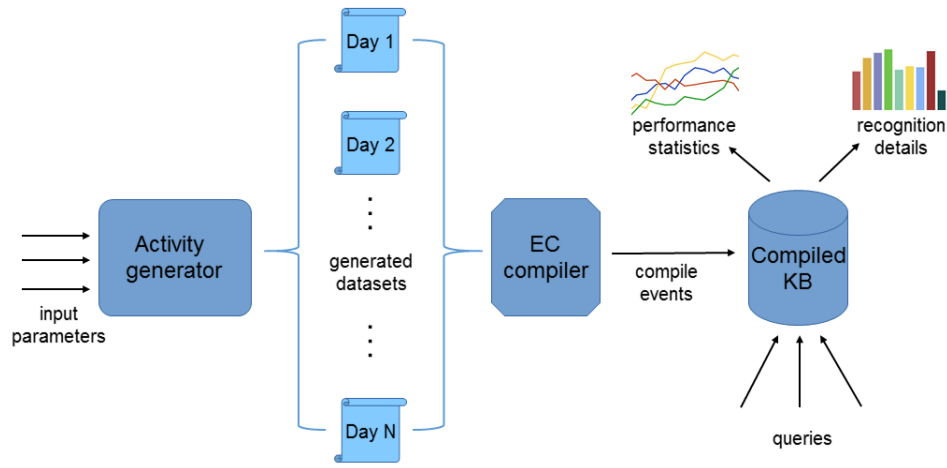 Day 1
Day 2
generated
datasets
Day N
input
parameters
Activity
generator
EC
compiler
compile
events
performance
statistics
recognition
details
Compiled
KB
queries